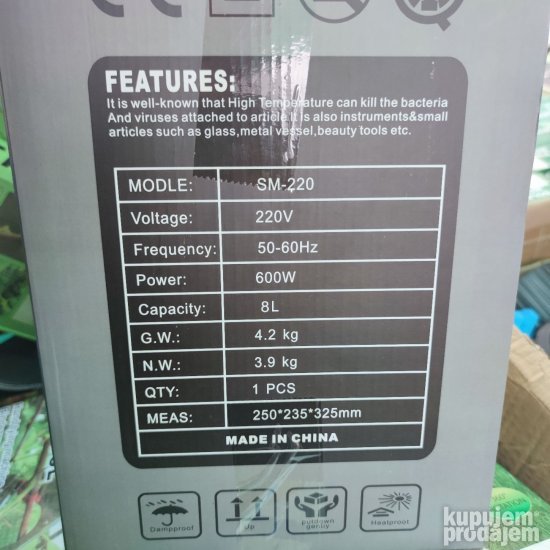 FEATURES:
It is well-known that High Temperature can kill the bacteria
And viruses attached to article it is also instruments&small
articles such as glass,metal vessel,beauty tools etc.
MODLE: SM-220
Voltage: 220V
Frequency: 50-60Hz
Power: 600W
Capacity: 8L
G.W.: 4.2 kg
N.W.: 3.9 kg
QTY: 1 PCS
MEAS: 250*235*325mm
MADE IN CHINA
Dampproof Up putdown Heatproof
ger.ly
kupujem
prodajem